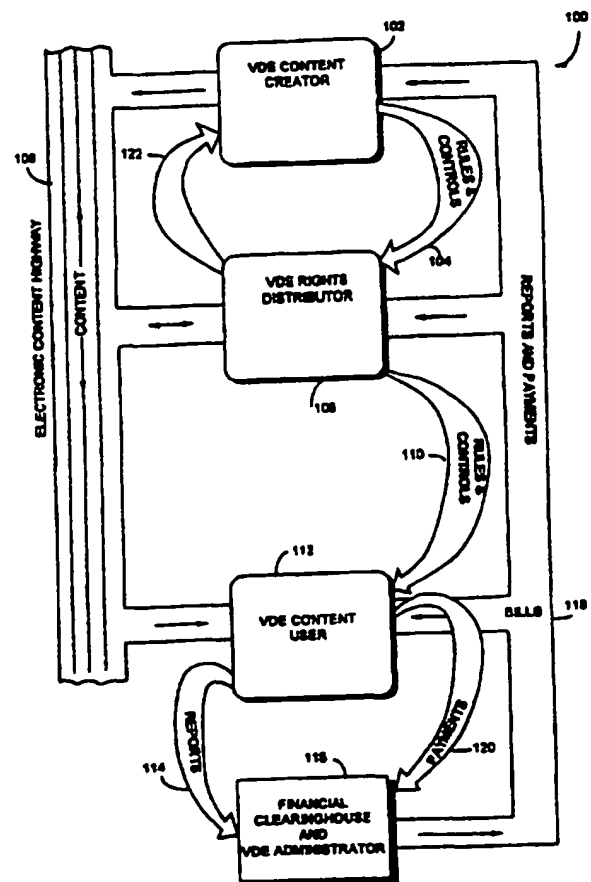 100
102
VDE CONTENT
CREATOR
108
122
RULES &
CONTROLS
104
ELECTRONIC CONTENT HIGHWAY
CONTENT
VDE RIGHTS
DISTRIBUTOR
REPORTS AND PAYMENTS
110
RULES &
CONTROLS
112
VDE CONTENT
USER
BILLS
118
REPORTS
PAYMENTS
114
120
FINANCIAL
CLEARINGHOUSE
AND
VDE ADMINISTRATOR